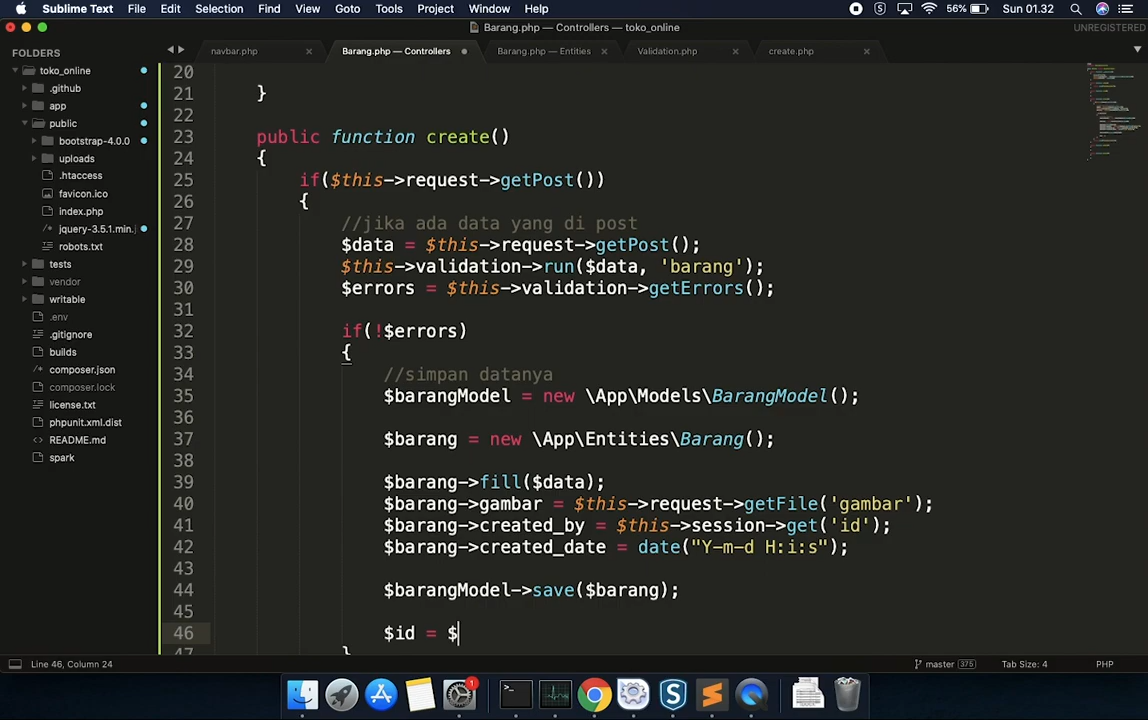 Sublime Text File Edit Selection Find View Goto Tools Project Window Help 56% Sun 01.32
Barang.php — Controllers — toko_online UNREGISTERED
FOLDERS
toko_online
.github
app
public
bootstrap-4.0.0
uploads
.htaccess
favicon.ico
index.php
jquery-3.5.1.min.j
robots.txt
tests
vendor
writable
.env
.gitignore
builds
composer.json
composer.lock
license.txt
phpunit.xml.dist
README.md
spark
navbar.php Barang.php — Controllers Barang.php — Entities Validation.php create.php
20
21 }
22
23 public function create()
24 {
25 if($this->request->getPost())
26 {
27 //jika ada data yang di post
28 $data = $this->request->getPost();
29 $this->validation->run($data, 'barang');
30 $errors = $this->validation->getErrors();
31
32 if(!$errors)
33 {
34 //simpan datanya
35 $barangModel = new \App\Models\BarangModel();
36
37 $barang = new \App\Entities\Barang();
38
39 $barang->fill($data);
40 $barang->gambar = $this->request->getFile('gambar');
41 $barang->created_by = $this->session->get('id');
42 $barang->created_date = date("Y-m-d H:i:s");
43
44 $barangModel->save($barang);
45
46 $id = $
47 }
Line 46, Column 24 master 375 Tab Size: 4 PHP
1